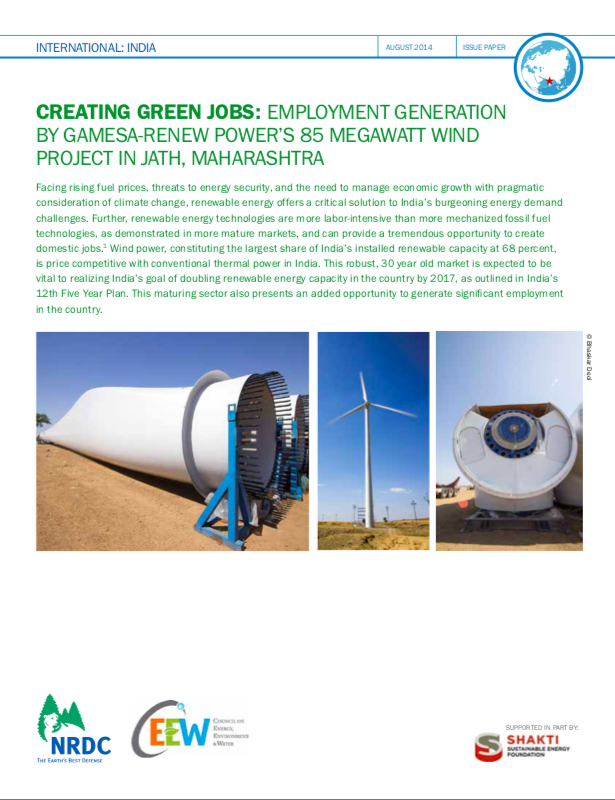 INTERNATIONAL: INDIA
AUGUST 2014
ISSUE PAPER
CREATING GREEN JOBS: EMPLOYMENT GENERATION
BY GAMESA-RENEW POWER'S 85 MEGAWATT WIND
PROJECT IN JATH, MAHARASHTRA
Facing rising fuel prices, threats to energy security, and the need to manage economic growth with pragmatic
consideration of climate change, renewable energy offers a critical solution to India's burgeoning energy demand
challenges. Further, renewable energy technologies are more labor-intensive than more mechanized fossil fuel
technologies, as demonstrated in more mature markets, and can provide a tremendous opportunity to create
domestic jobs.1 Wind power, constituting the largest share of India's installed renewable capacity at 68 percent,
is price competitive with conventional thermal power in India. This robust, 30 year old market is expected to be
vital to realizing India's goal of doubling renewable energy capacity in the country by 2017, as outlined in India's
12th Five Year Plan. This maturing sector also presents an added opportunity to generate significant employment
in the country.
© Bhaskar Deol
NRDC
THE EARTH'S BEST DEFENSE
CEEW
COUNCIL ON
ENERGY,
ENVIRONMENT
& WATER
SUPPORTED IN PART BY:
SHAKTI
SUSTAINABLE ENERGY
FOUNDATION